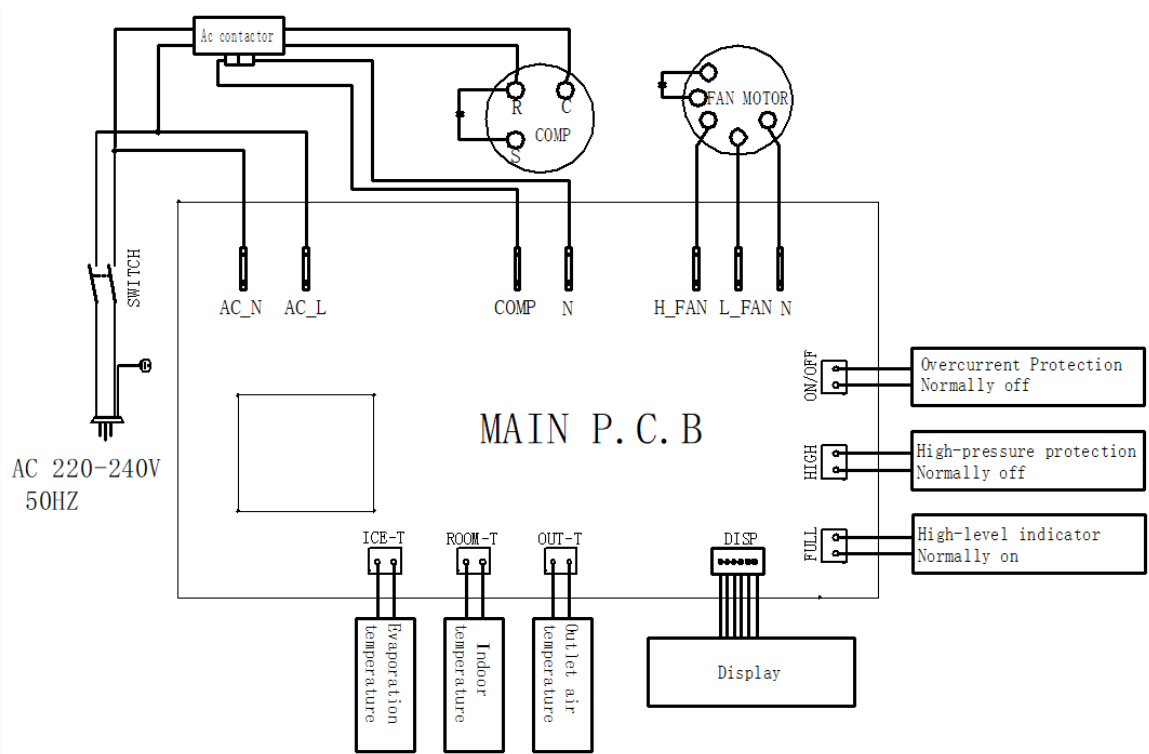 Ac contactor
R
C
COMP
S
FAN MOTOR
SWITCH
AC_N
AC_L
COMP
N
H_FAN
L_FAN
N
ON/OFF
Overcurrent Protection
Normally off
MAIN P.C.B
HIGH
High-pressure protection
Normally off
AC 220-240V
50HZ
FULL
High-level indicator
Normally on
ICE-T
ROOM-T
OUT-T
DISP
Evaporation
temperature
Indoor
temperature
Outlet air
temperature
Display